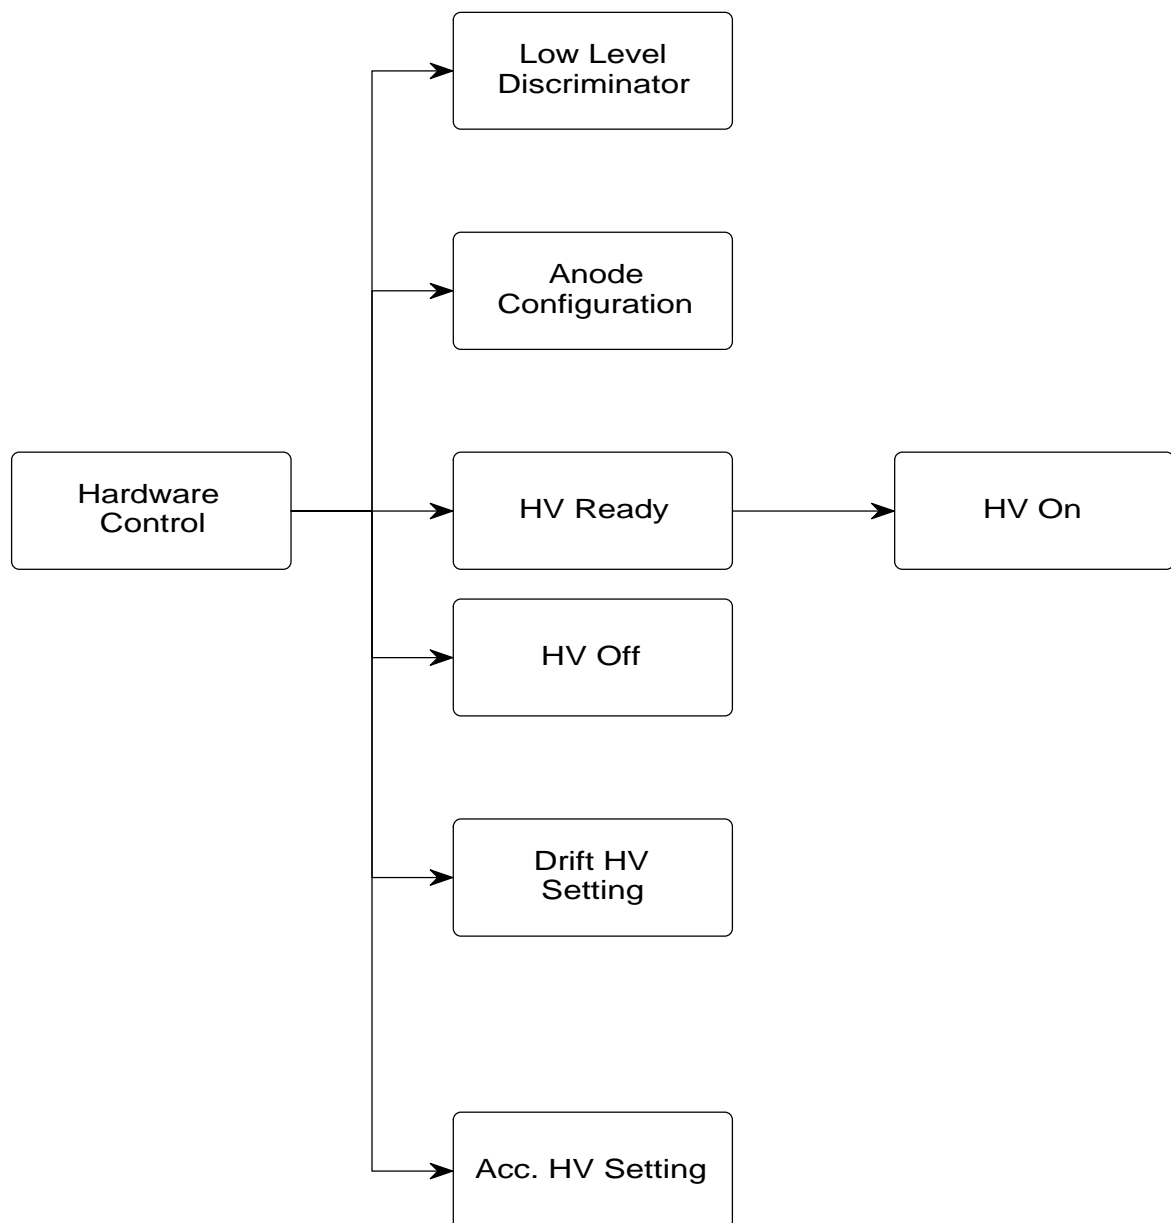 Low Level
Discriminator
Anode
Configuration
Hardware
Control
HV Ready
HV On
HV Off
Drift HV
Setting
Acc. HV Setting